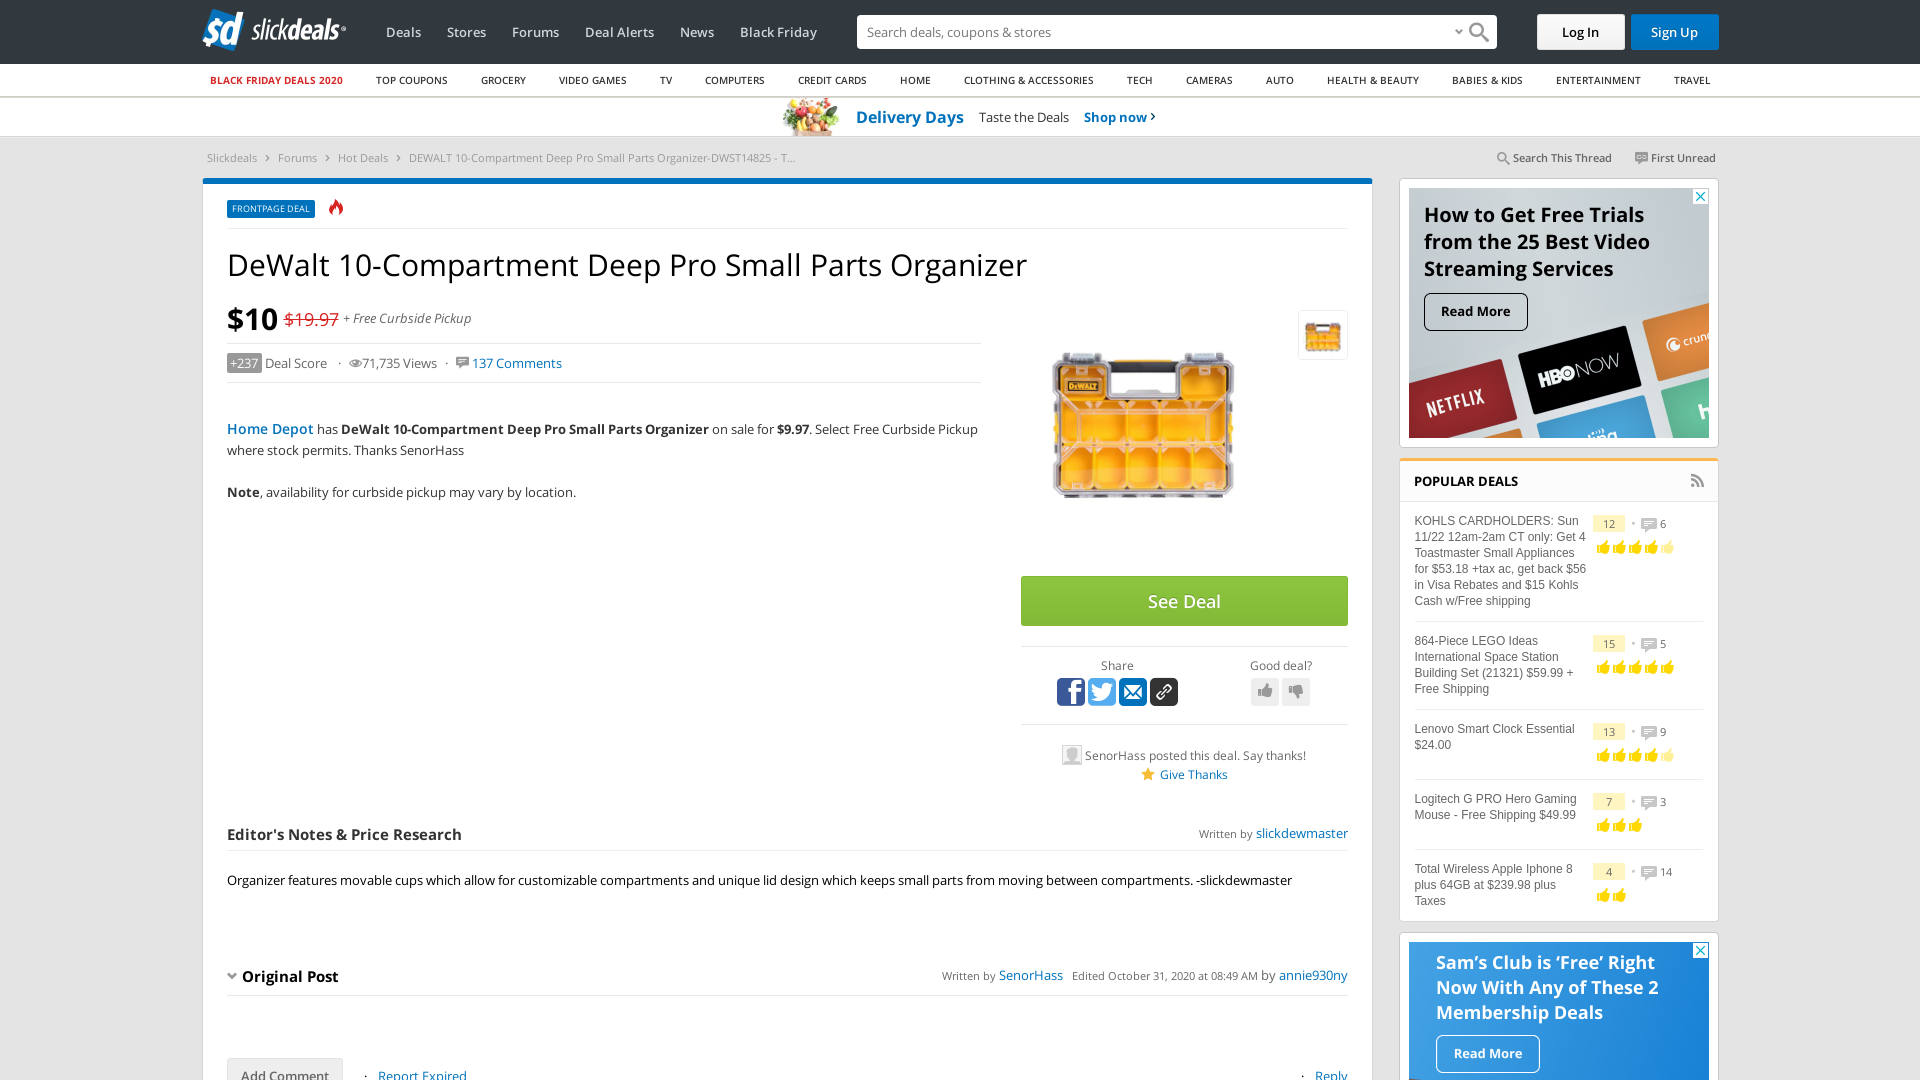 slickdeals
Deals Stores Forums Deal Alerts News Black Friday
Search deals, coupons & stores
Log In Sign Up
BLACK FRIDAY DEALS 2020 TOP COUPONS GROCERY VIDEO GAMES TV COMPUTERS CREDIT CARDS HOME CLOTHING & ACCESSORIES TECH CAMERAS AUTO HEALTH & BEAUTY BABIES & KIDS ENTERTAINMENT TRAVEL
Delivery Days Taste the Deals Shop now ›
Slickdeals › Forums › Hot Deals › DEWALT 10-Compartment Deep Pro Small Parts Organizer-DWST14825 - T...
Search This Thread First Unread
FRONTPAGE DEAL
DeWalt 10-Compartment Deep Pro Small Parts Organizer
$10 $19.97 + Free Curbside Pickup
+237 Deal Score · 71,735 Views · 137 Comments
Home Depot has DeWalt 10-Compartment Deep Pro Small Parts Organizer on sale for $9.97. Select Free Curbside Pickup
where stock permits. Thanks SenorHass
Note, availability for curbside pickup may vary by location.
DEWALT
See Deal
Share
Good deal?
SenorHass posted this deal. Say thanks!
Give Thanks
Editor's Notes & Price Research
Written by slickdewmaster
Organizer features movable cups which allow for customizable compartments and unique lid design which keeps small parts from moving between compartments. -slickdewmaster
Original Post
Written by SenorHass Edited October 31, 2020 at 08:49 AM by annie930ny
Add Comment · Report Expired
· Reply
How to Get Free Trials
from the 25 Best Video
Streaming Services
Read More
NETFLIX
HBO NOW
POPULAR DEALS
KOHLS CARDHOLDERS: Sun
11/22 12am-2am CT only: Get 4
Toastmaster Small Appliances
for $53.18 +tax ac, get back $56
in Visa Rebates and $15 Kohls
Cash w/Free shipping
12 • 6
864-Piece LEGO Ideas
International Space Station
Building Set (21321) $59.99 +
Free Shipping
15 • 5
Lenovo Smart Clock Essential
$24.00
13 • 9
Logitech G PRO Hero Gaming
Mouse - Free Shipping $49.99
7 • 3
Total Wireless Apple Iphone 8
plus 64GB at $239.98 plus
Taxes
4 • 14
Sam's Club is ‘Free’ Right
Now With Any of These 2
Membership Deals
Read More